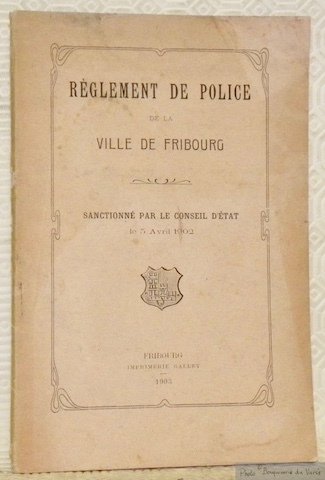 RÈGLEMENT DE POLICE
DE LA
VILLE DE FRIBOURG
SANCTIONNÉ PAR LE CONSEIL D'ÉTAT
le 5 Avril 1902
FRIBOURG
IMPRIMERIE GALLEY
1903
Photo © Bouquinerie du Varis